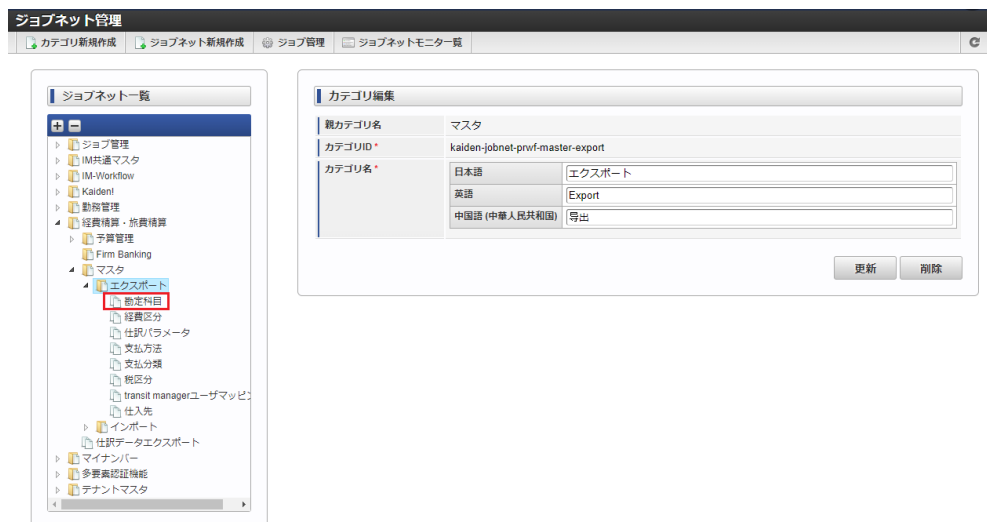 ジョブネット管理
カテゴリ新規作成 ジョブネット新規作成 ジョブ管理 ジョブネットモニタ一覧
ジョブネット一覧
ジョブ管理
IM共通マスタ
IM-Workflow
Kaiden!
勤務管理
経費精算・旅費精算
予算管理
Firm Banking
マスタ
エクスポート
勘定科目
経費区分
仕訳パラメータ
支払方法
支払分類
税区分
transit managerユーザマッピン
仕入先
インポート
仕訳データエクスポート
マイナンバー
多要素認証機能
テナントマスタ
カテゴリ編集
親カテゴリ名 マスタ
カテゴリID * kaiden-jobnet-prwf-master-export
カテゴリ名 * 日本語 エクスポート
英語 Export
中国語 (中華人民共和国) 导出
更新 削除